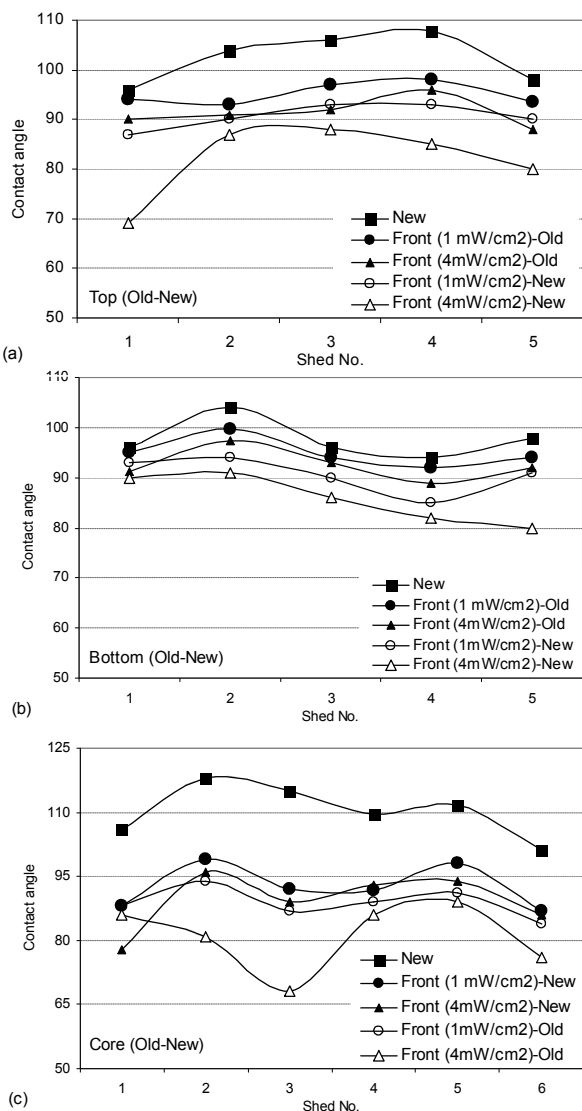 110
100
90
80
70
60
50
Contact angle
New
Front (1 mW/cm2)-Old
Front (4mW/cm2)-Old
Front (1mW/cm2)-New
Front (4mW/cm2)-New
Top (Old-New)
1 2 3 4 5
Shed No.
(a)
110
100
90
80
70
60
50
Contact angle
New
Front (1 mW/cm2)-Old
Front (4mW/cm2)-Old
Front (1mW/cm2)-New
Front (4mW/cm2)-New
Bottom (Old-New)
1 2 3 4 5
Shed No.
(b)
125
110
95
80
65
50
Contact angle
New
Front (1 mW/cm2)-New
Front (4mW/cm2)-New
Front (1mW/cm2)-Old
Front (4mW/cm2)-Old
Core (Old-New)
1 2 3 4 5 6
Shed No.
(c)